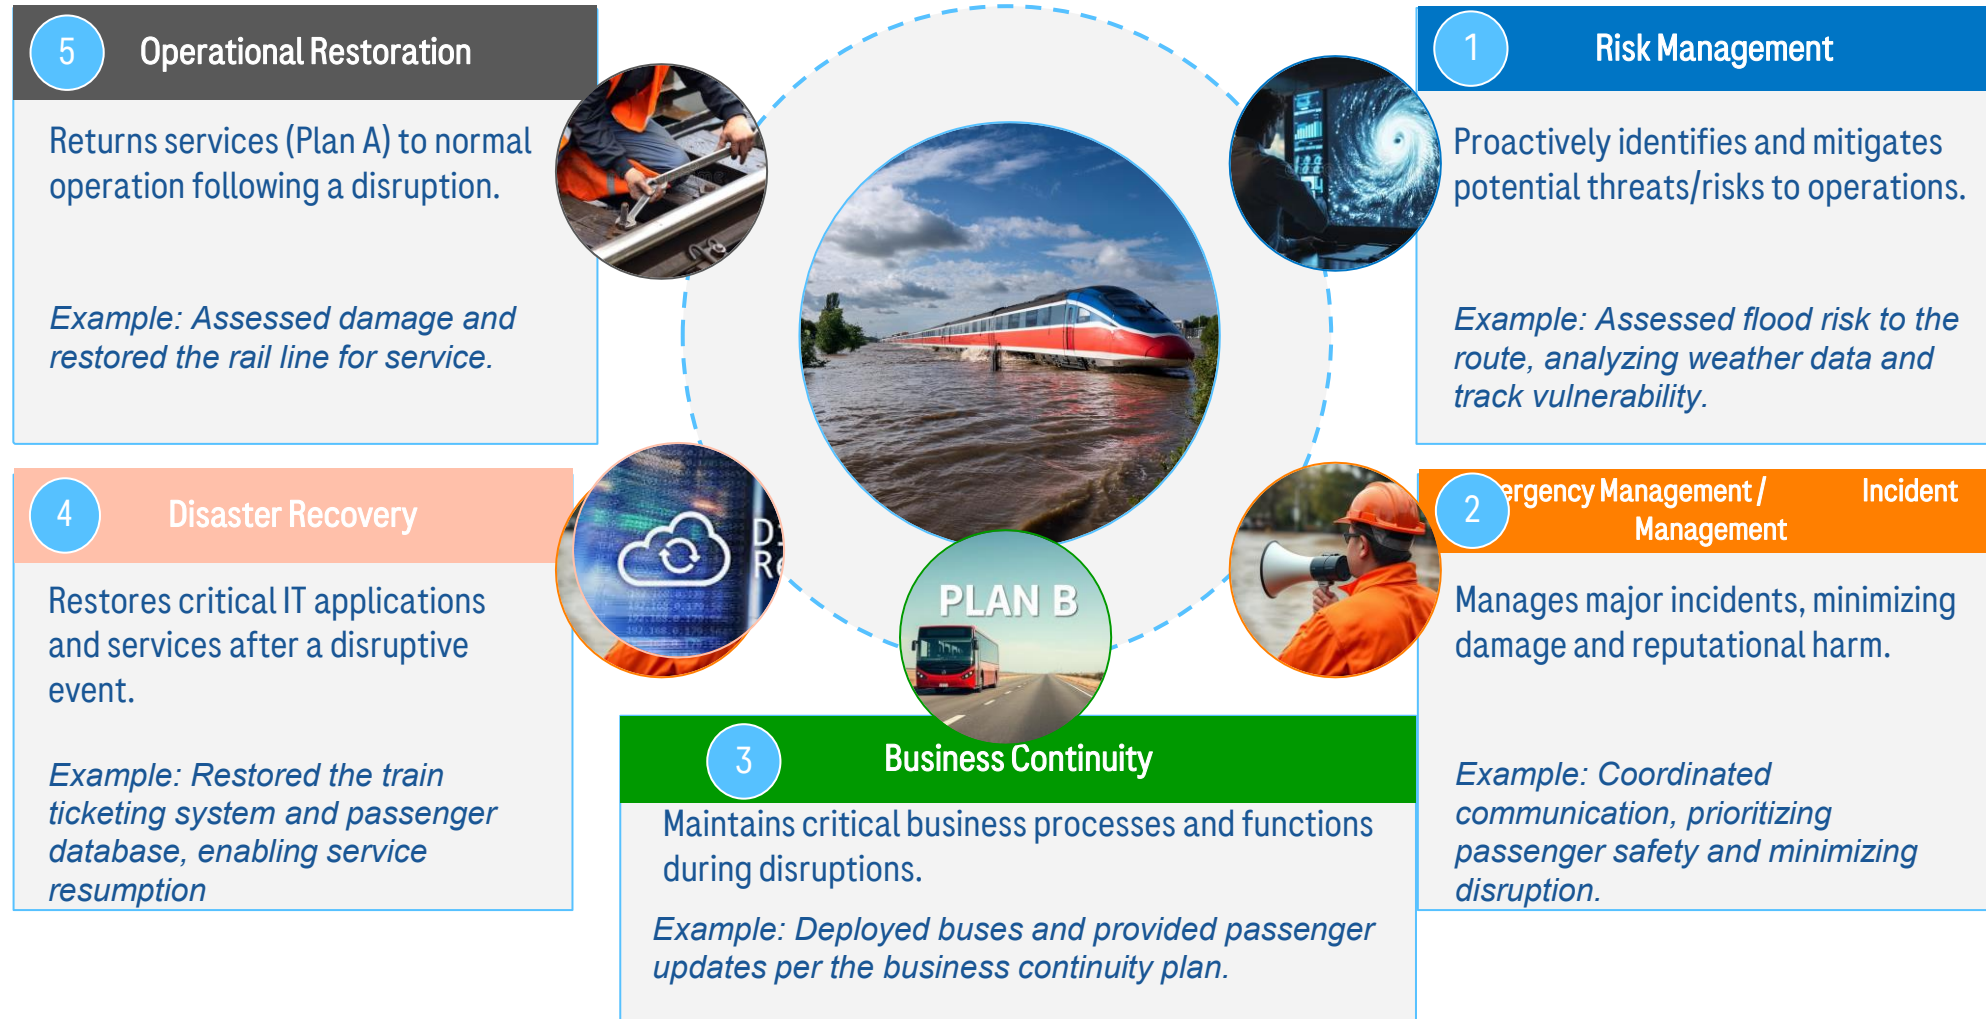 1
Risk Management
Proactively identifies and mitigates
potential threats/risks to operations.
Example: Assessed flood risk to the
route, analyzing weather data and
track vulnerability.
2
ergency Management / Incident
Management
Manages major incidents, minimizing
damage and reputational harm.
Example: Coordinated
communication, prioritizing
passenger safety and minimizing
disruption.
PLAN B
3
Business Continuity
Maintains critical business processes and functions
during disruptions.
Example: Deployed buses and provided passenger
updates per the business continuity plan.
4
Disaster Recovery
Restores critical IT applications
and services after a disruptive
event.
Example: Restored the train
ticketing system and passenger
database, enabling service
resumption
5
Operational Restoration
Returns services (Plan A) to normal
operation following a disruption.
Example: Assessed damage and
restored the rail line for service.